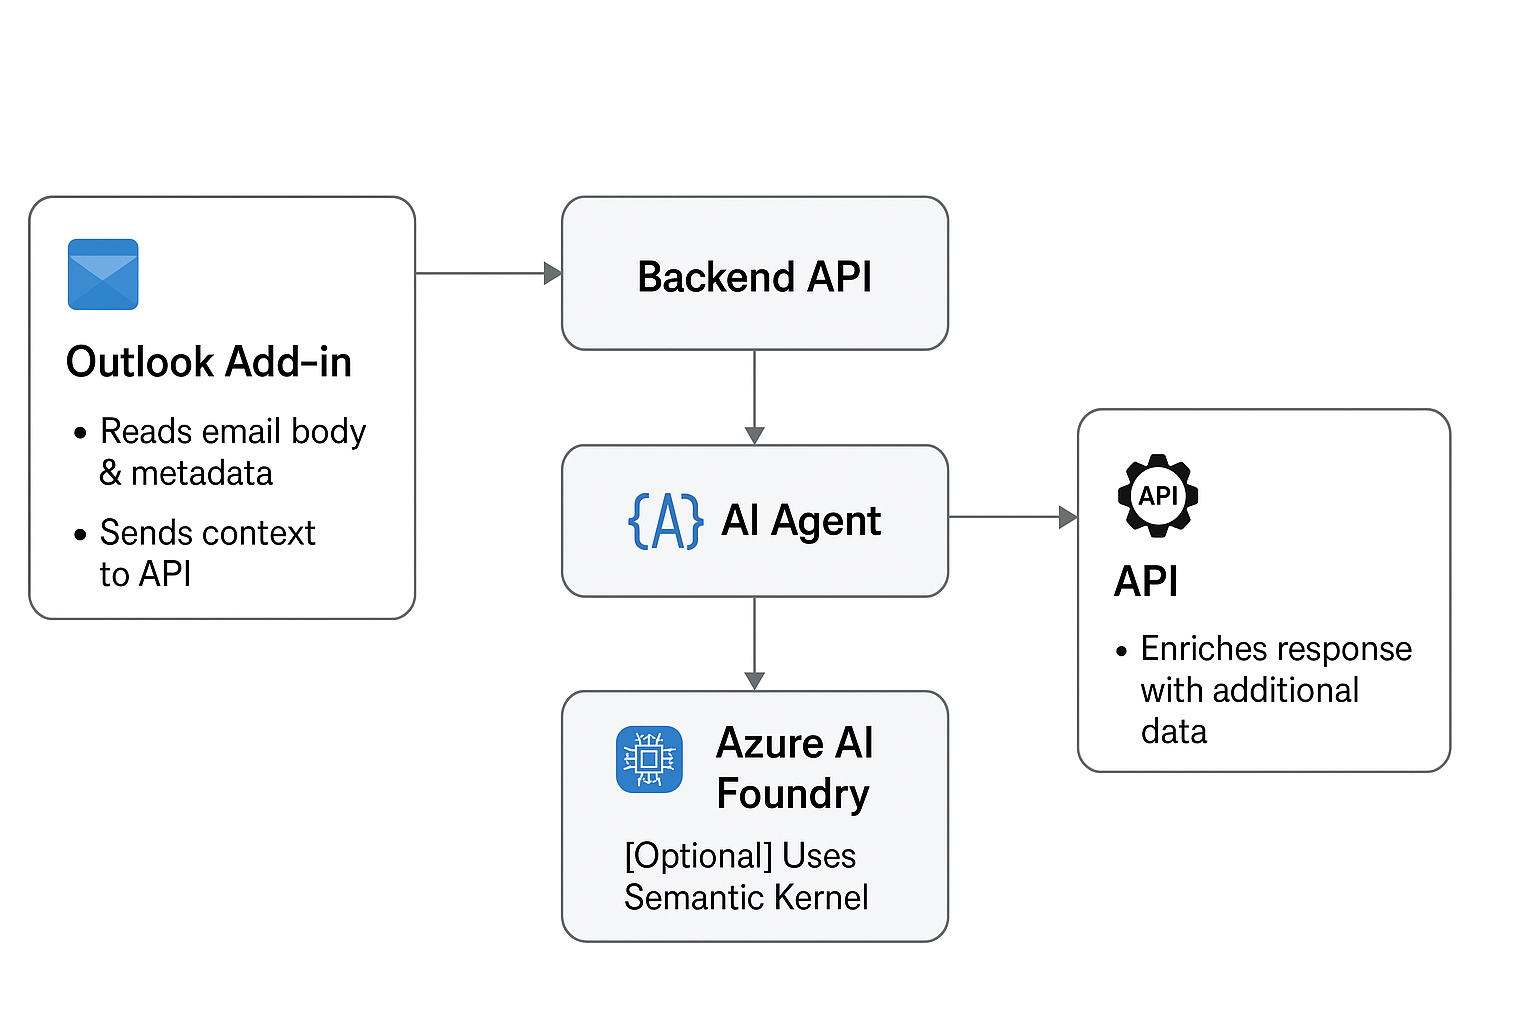 Outlook Add-in
• Reads email body
& metadata
• Sends context
to API
Backend API
{A} AI Agent
Azure AI
Foundry
[Optional] Uses
Semantic Kernel
API
API
• Enriches response
with additional
data